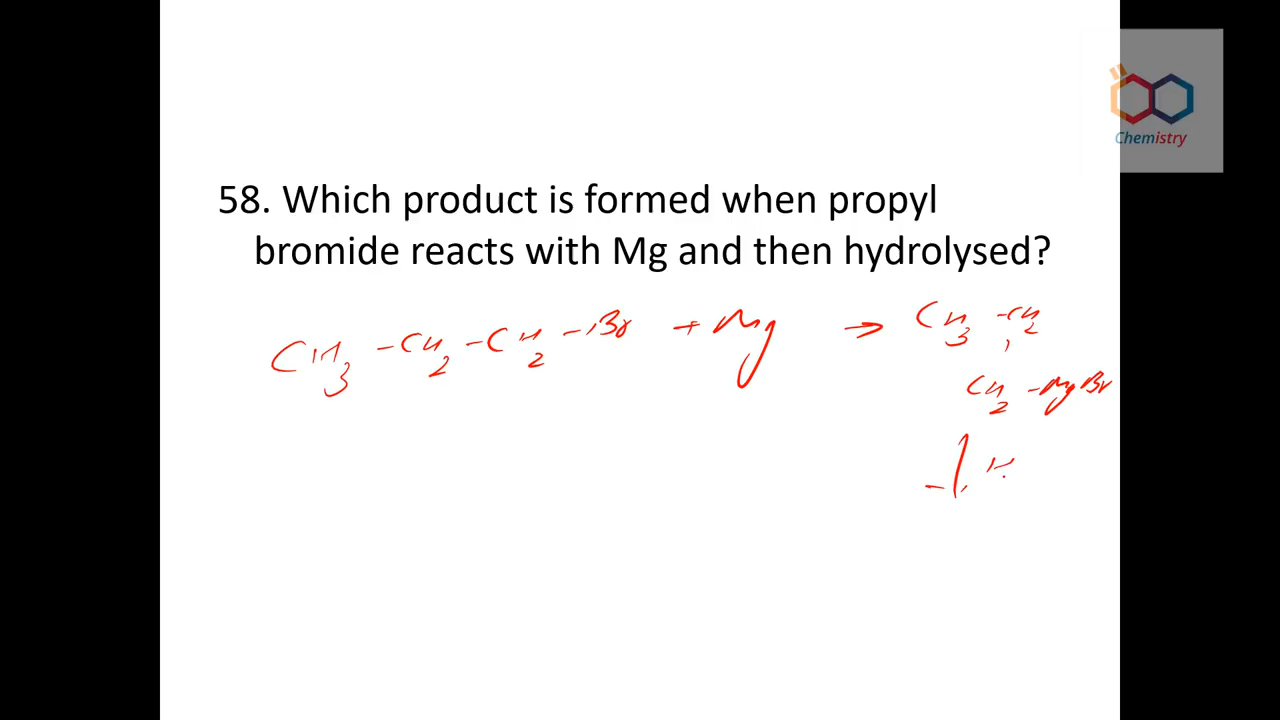 Chemistry
58. Which product is formed when propyl
bromide reacts with Mg and then hydrolysed?
CH3 - CH2 - CH2 - Br + Mg → CH3 - CH2
CH2 - MgBr
H